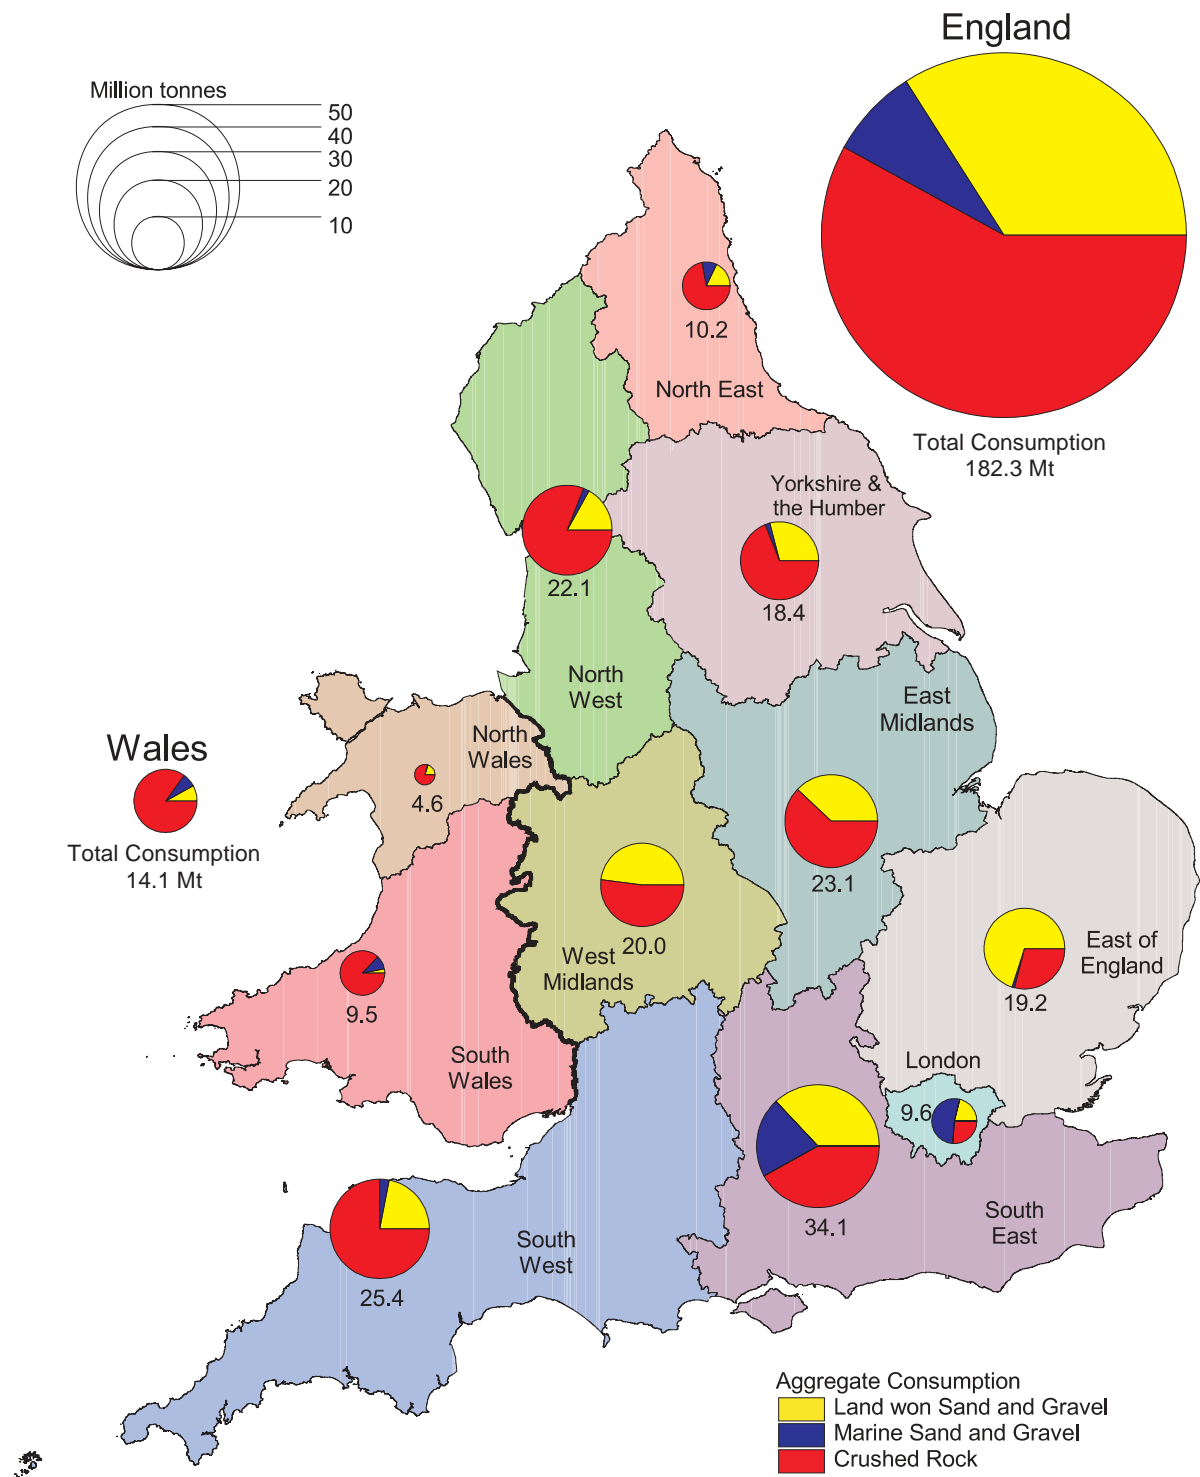 England
Million tonnes
50
40
30
20
10
10.2
North East
Total Consumption
182.3 Mt
Yorkshire &
the Humber
22.1
18.4
North
West
East
Midlands
North
Wales
Wales
4.6
Total Consumption
14.1 Mt
23.1
20.0
West
Midlands
East of
England
19.2
9.5
South
Wales
London
9.6
34.1
South
East
South
West
25.4
Aggregate Consumption
Land won Sand and Gravel
Marine Sand and Gravel
Crushed Rock